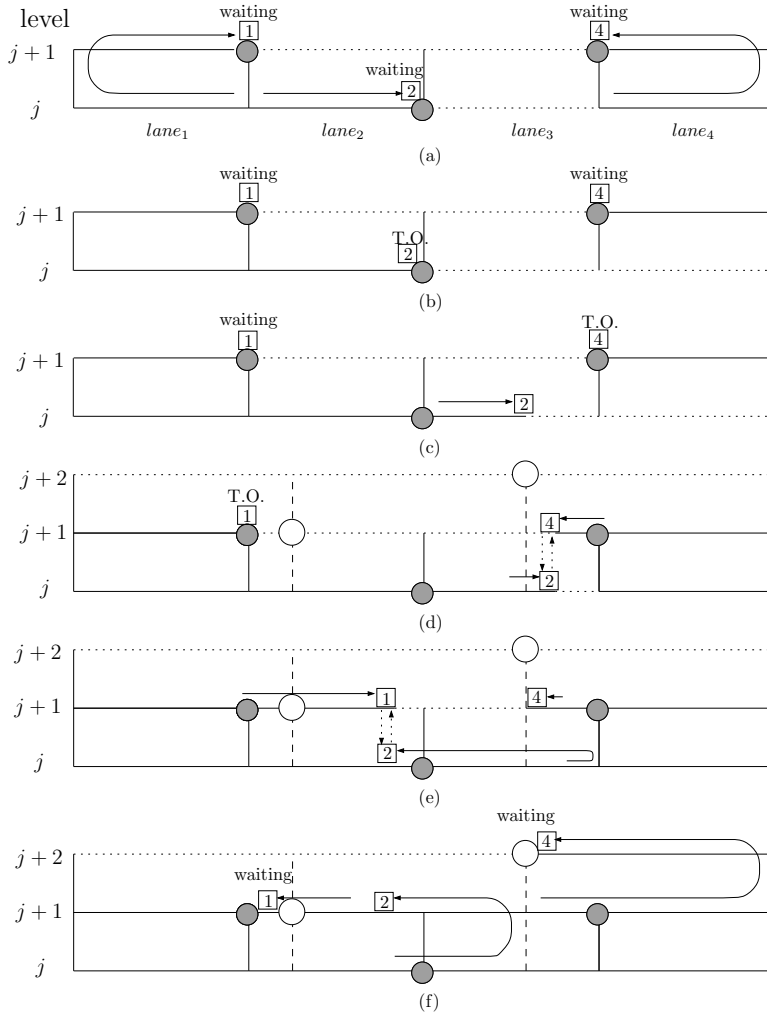 level
waiting
waiting
1
4
j + 1
waiting
2
j
lane1
lane2
lane3
lane4
(a)
waiting
waiting
1
4
j + 1
T.O.
2
j
(b)
waiting
T.O.
1
4
j + 1
2
j
(c)
j + 2
T.O.
1
4
j + 1
2
j
(d)
j + 2
1
4
j + 1
2
j
(e)
waiting
4
j + 2
waiting
1
2
j + 1
j
(f)